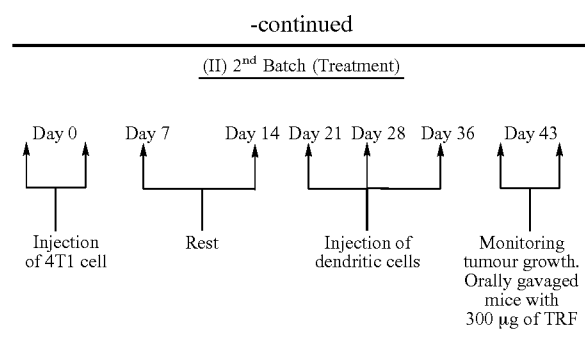 -continued
(II) 2nd Batch (Treatment)
Day 0 Day 7 Day 14 Day 21 Day 28 Day 36 Day 43
Injection
of 4T1 cell
Rest
Injection of
dendritic cells
Monitoring
tumour growth.
Orally gavaged
mice with
300 μg of TRF